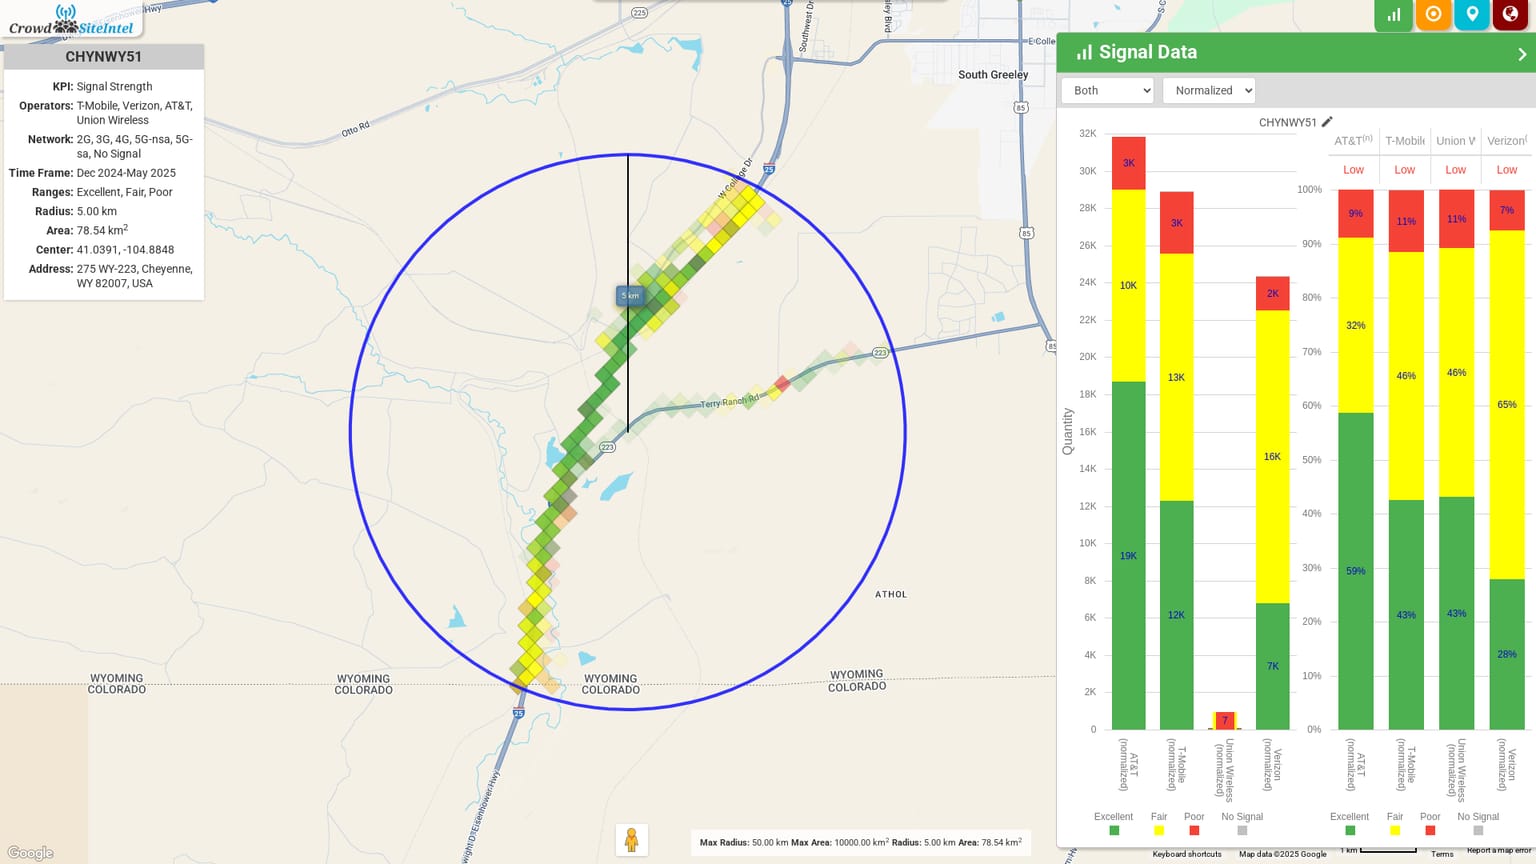 CrowdSiteIntel
CHYNWY51
KPI: Signal Strength
Operators: T-Mobile, Verizon, AT&T,
Union Wireless
Network: 2G, 3G, 4G, 5G-nsa, 5G-
sa, No Signal
Time Frame: Dec 2024-May 2025
Ranges: Excellent, Fair, Poor
Radius: 5.00 km
Area: 78.54 km2
Center: 41.0391, -104.8848
Address: 275 WY-223, Cheyenne,
WY 82007, USA
Hwy
225
25
Southwest Dr
ley Blvd
E Colle
South Greeley
85
Otto Rd
W College Dr
25
85
5 km
85
223
Terry Ranch Rd
223
ATHOL
WYOMING
COLORADO
WYOMING
COLORADO
WYOMING
COLORADO
WYOMING
COLORADO
25
wight D. Eisenhower Hwy
Google
Max Radius: 50.00 km Max Area: 10000.00 km2 Radius: 5.00 km Area: 78.54 km2
Signal Data
Both
Normalized
CHYNWY51
32K
30K
28K
26K
24K
22K
20K
18K
16K
14K
12K
10K
8K
6K
4K
2K
0
Quantity
3K
10K
19K
3K
13K
12K
7
2K
16K
7K
AT&T
(normalized)
T-Mobile
(normalized)
Union Wireless
(normalized)
Verizon
(normalized)
Excellent
Fair
Poor
No Signal
AT&T(n)
T-Mobile
Union W
Verizon(
Low
Low
Low
Low
100%
90%
80%
70%
60%
50%
40%
30%
20%
10%
0%
9%
32%
59%
11%
46%
43%
11%
46%
43%
7%
65%
28%
AT&T
(normalized)
T-Mobile
(normalized)
Union Wireless
(normalized)
Verizon
(normalized)
Excellent
Fair
Poor
No Signal
Keyboard shortcuts
Map data ©2025 Google
1 km
Terms
Report a map error